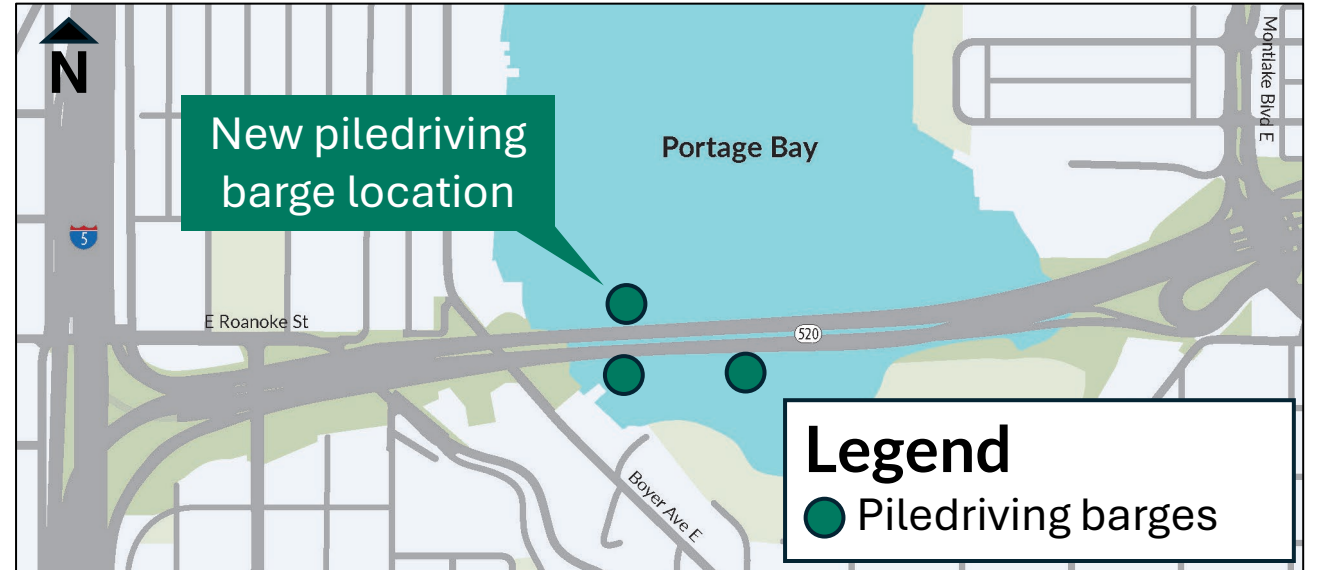 N
New piledriving
barge location
Portage Bay
Montlake Blvd E
5
E Roanoke St
520
Boyer Ave E
Legend
Piledriving barges